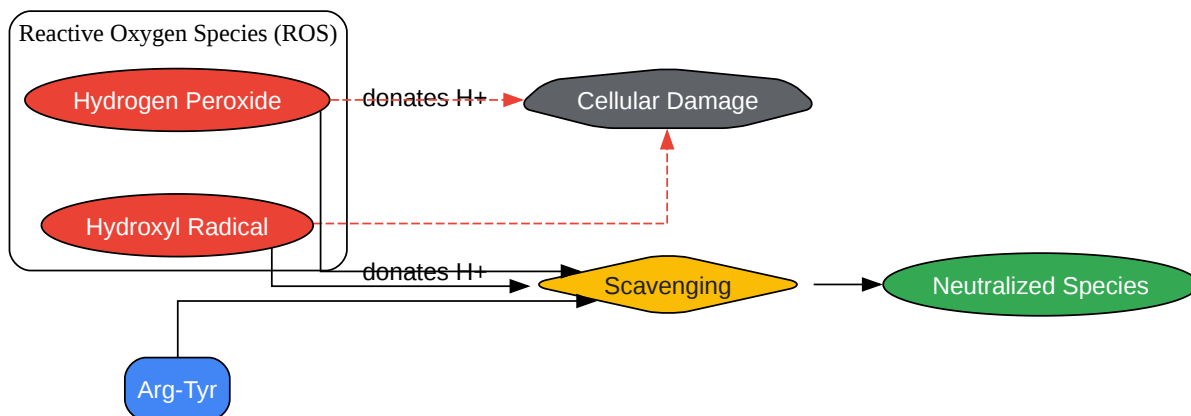 Reactive Oxygen Species (ROS)
Hydrogen Peroxide
donates H+
Cellular Damage
Hydroxyl Radical
donates H+
Scavenging
Neutralized Species
Arg-Tyr